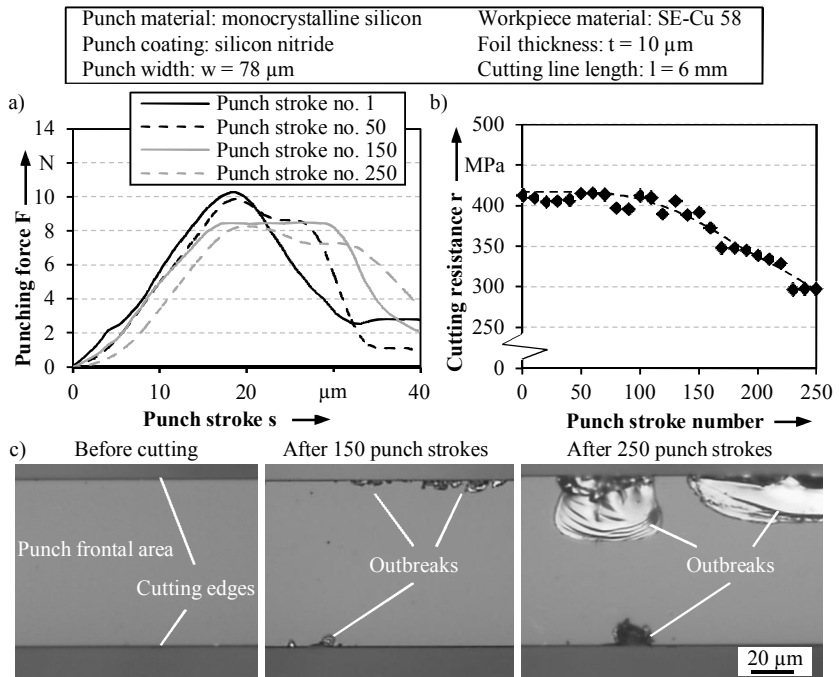 Punch material: monocrystalline silicon Workpiece material: SE-Cu 58
Punch coating: silicon nitride Foil thickness: t = 10 µm
Punch width: w = 78 µm Cutting line length: l = 6 mm
a)
Punch stroke no. 1
Punch stroke no. 50
Punch stroke no. 150
Punch stroke no. 250
14
N
10
8
6
4
2
0
Punching force F
0 10 20 µm 40
Punch stroke s
b)
500
MPa
400
350
300
250
0
Cutting resistance r
0 50 100 150 200 250
Punch stroke number
c) Before cutting After 150 punch strokes After 250 punch strokes
Punch frontal area
Cutting edges
Outbreaks
Outbreaks
20 µm